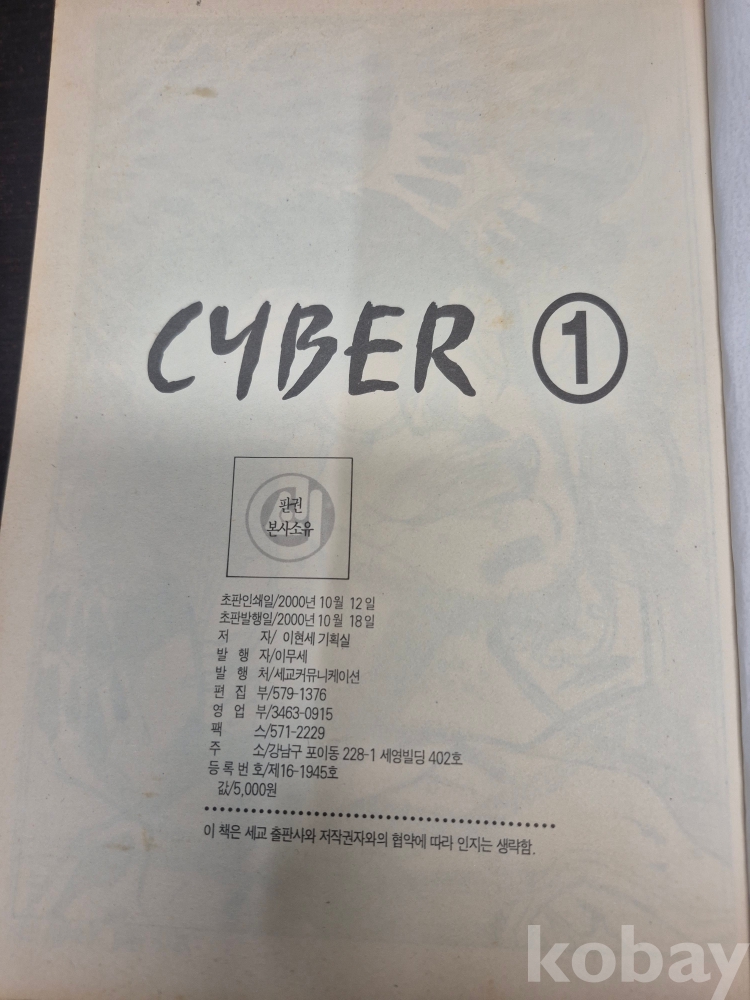 CYBER ①
판권
본사소유
초판인쇄일/2000년 10월 12일
초판발행일/2000년 10월 18일
저 자/ 이현세 기획실
발 행 자/이무세
발 행 처/세교커뮤니케이션
편 집 부/579-1376
영 업 부/3463-0915
팩 스/571-2229
주 소/강남구 포이동 228-1 세영빌딩 402호
등록번호/제16-1945호
값/5,000원
이 책은 세교 출판사와 저작권자와의 협약에 따라 인지는 생략함.
kobay